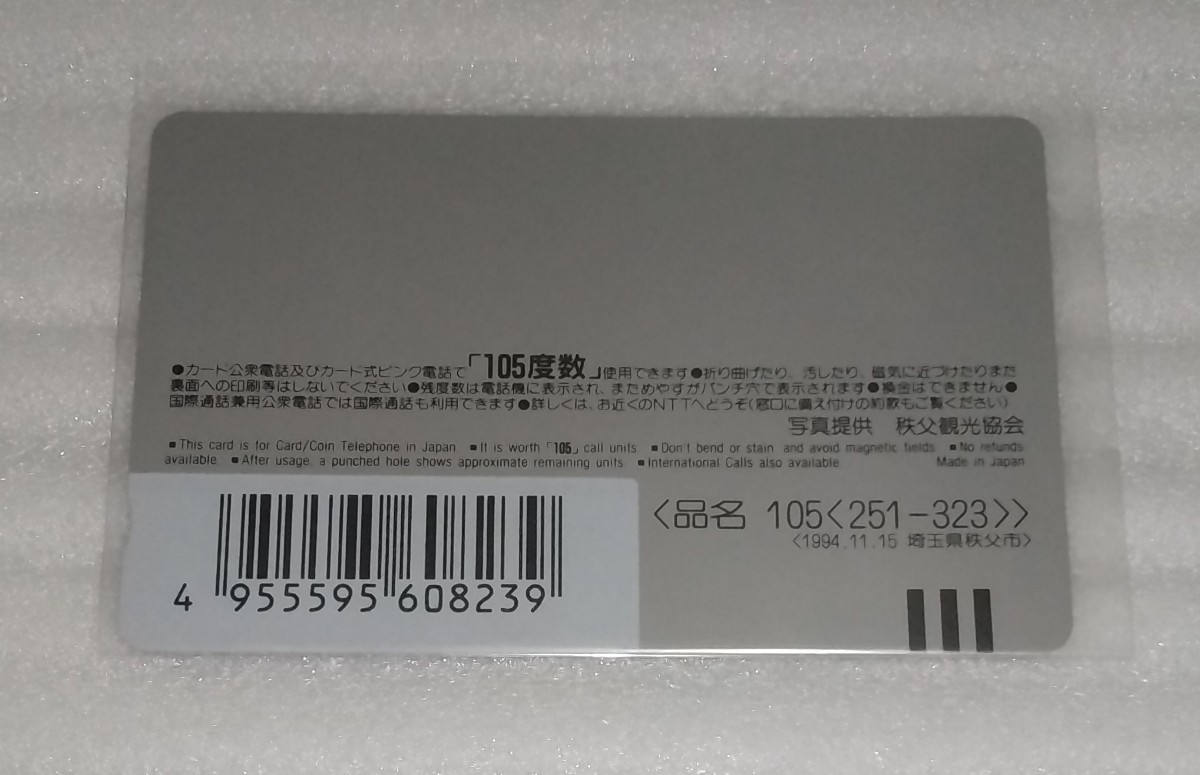 ●カード公衆電話及びカード式ピンク電話で「105度数」使用できます●折り曲げたり、汚したり、磁気に近づけたりまた
裏面への印刷等はしないでください●残度数は電話機に表示され、まためやすがパンチ穴で表示されます●換金はできません●
国際通話兼用公衆電話では国際通話も利用できます●詳しくは、お近くのNTTへどうぞ(窓口に備え付けの約款もご覧ください)
写真提供　秩父観光協会
■This card is for Card/Coin Telephone in Japan ■It is worth「105」call units ■Don't bend or stain and avoid magnetic fields ■No refunds
available ■After usage, a punched hole shows approximate remaining units ■International Calls also available
Made in Japan
〈品名 105〈251-323〉〉
〈1994.11.15 埼玉県秩父市〉
4 955595 608239